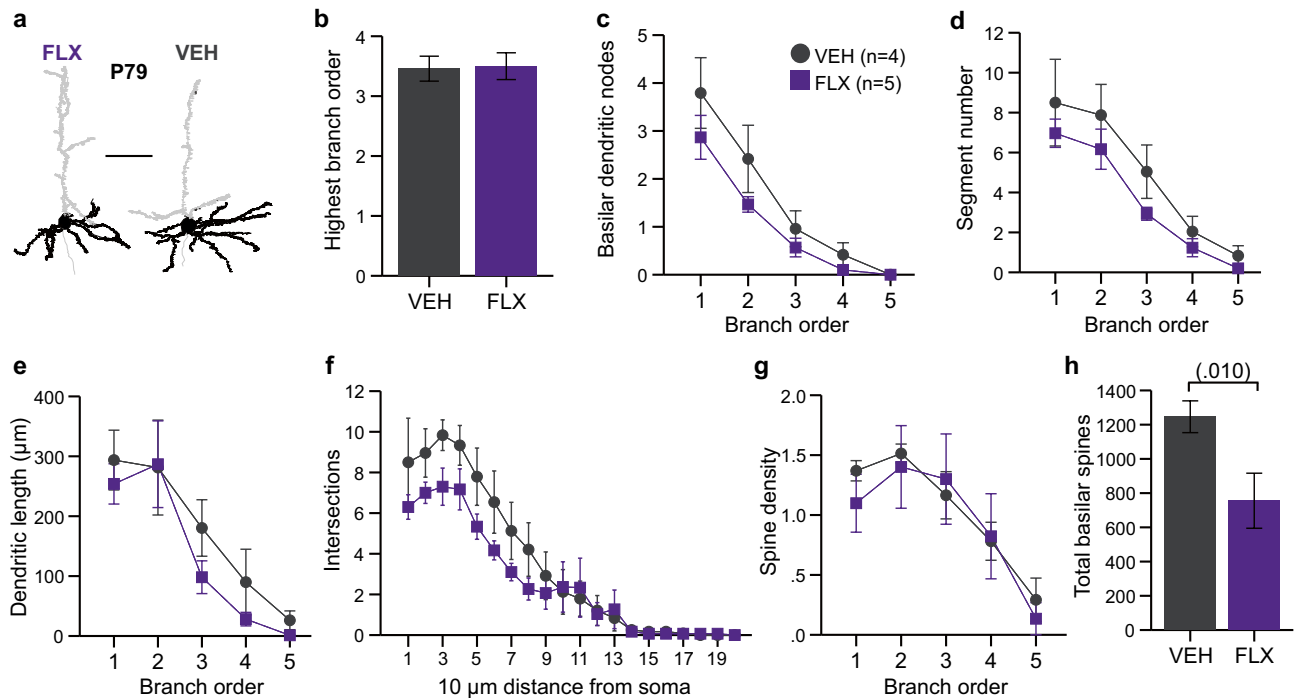 a
FLX
P79
VEH
b
Highest branch order
4
3
2
1
0
VEH
FLX
c
Basilar dendritic nodes
5
4
3
2
1
0
VEH (n=4)
FLX (n=5)
1 2 3 4 5
Branch order
d
Segment number
12
10
8
6
4
2
0
1 2 3 4 5
Branch order
e
Dendritic length (µm)
400
300
200
100
0
1 2 3 4 5
Branch order
f
Intersections
12
10
8
6
4
2
0
1 3 5 7 9 11 13 15 17 19
10 µm distance from soma
g
Spine density
2.0
1.5
1.0
.5
.0
1 2 3 4 5
Branch order
h
Total basilar spines
(.010)
1400
1200
1000
800
600
400
200
0
VEH
FLX